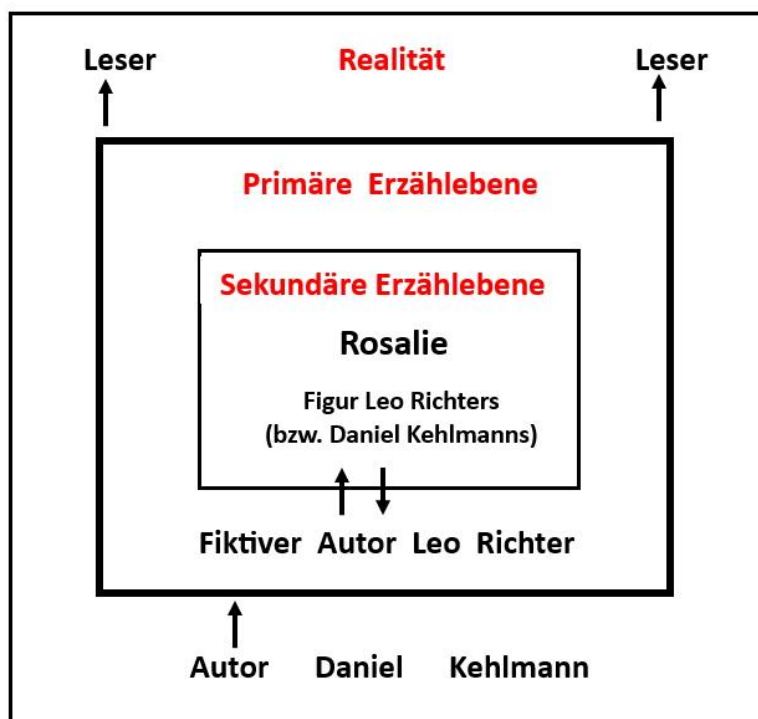 Leser Realität Leser
Primäre Erzählebene
Sekundäre Erzählebene
Rosalie
Figur Leo Richters
(bzw. Daniel Kehlmanns)
Fiktiver Autor Leo Richter
Autor Daniel Kehlmann